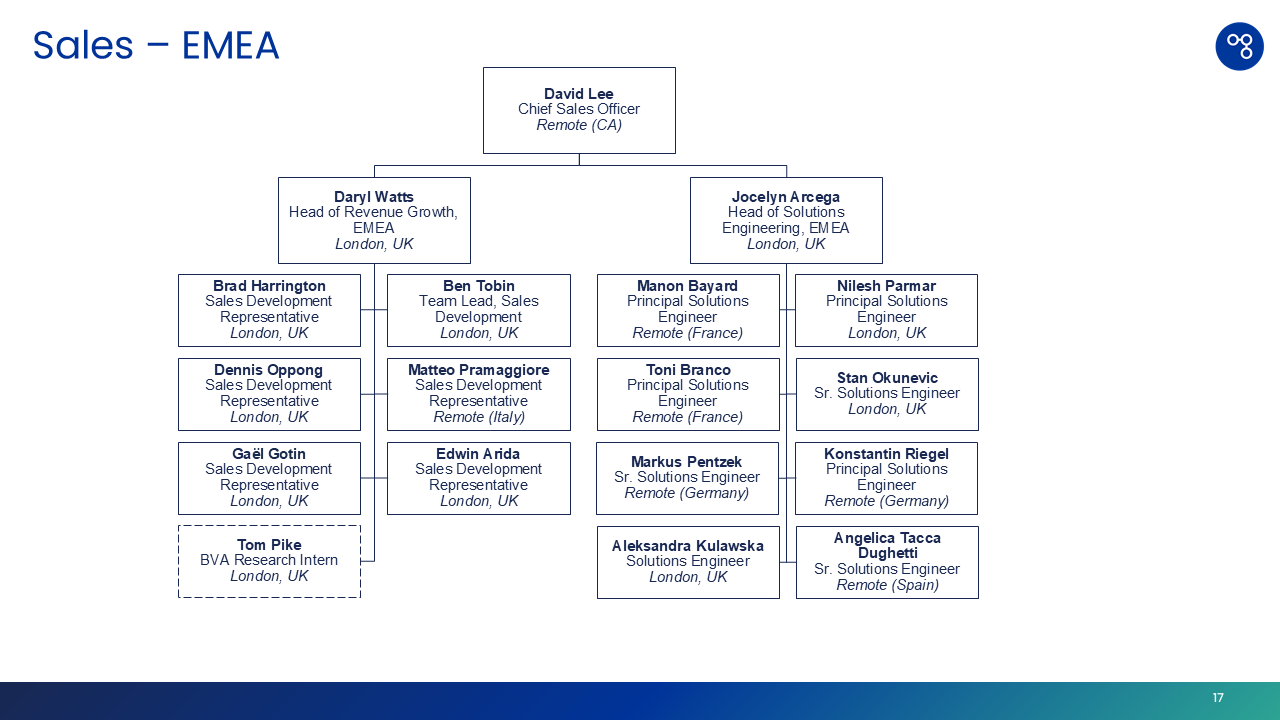 Sales – EMEA
David Lee
Chief Sales Officer
Remote (CA)
Daryl Watts
Head of Revenue Growth,
EMEA
London, UK
Jocelyn Arcega
Head of Solutions
Engineering, EMEA
London, UK
Brad Harrington
Sales Development
Representative
London, UK
Ben Tobin
Team Lead, Sales
Development
London, UK
Manon Bayard
Principal Solutions
Engineer
Remote (France)
Nilesh Parmar
Principal Solutions
Engineer
London, UK
Dennis Oppong
Sales Development
Representative
London, UK
Matteo Pramaggiore
Sales Development
Representative
Remote (Italy)
Toni Branco
Principal Solutions
Engineer
Remote (France)
Stan Okunevic
Sr. Solutions Engineer
London, UK
Gaël Gotin
Sales Development
Representative
London, UK
Edwin Arida
Sales Development
Representative
London, UK
Markus Pentzek
Sr. Solutions Engineer
Remote (Germany)
Konstantin Riegel
Principal Solutions
Engineer
Remote (Germany)
Tom Pike
BVA Research Intern
London, UK
Aleksandra Kulawska
Solutions Engineer
London, UK
Angelica Tacca
Dughetti
Sr. Solutions Engineer
Remote (Spain)
17